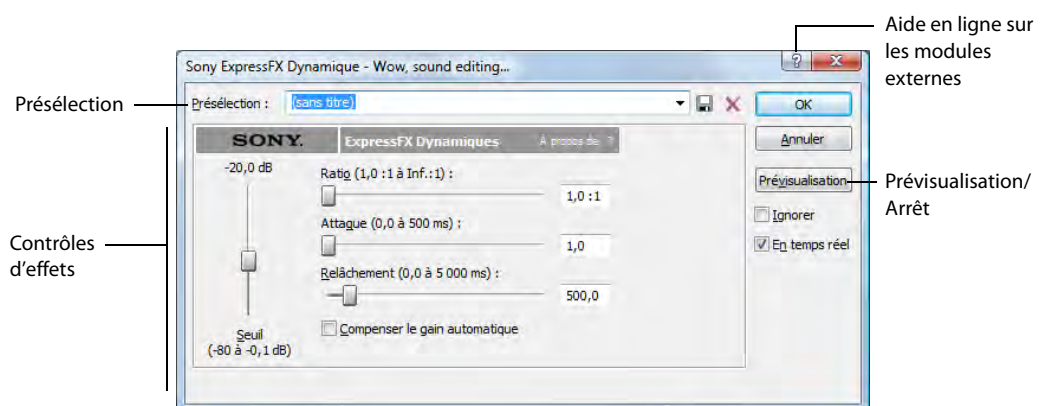 Aide en ligne sur
les modules
externes
Sony ExpressFX Dynamique - Wow, sound editing...
?
Présélection
Présélection :
(sans titre)
OK
SONY.
ExpressFX Dynamiques
À propos de
?
Annuler
-20,0 dB
Ratio (1,0 :1 à Inf.:1) :
1,0 :1
Prévisualisation
Prévisualisation/
Arrêt
Attaque (0,0 à 500 ms) :
1,0
Ignorer
En temps réel
Contrôles
d’effets
Relâchement (0,0 à 5 000 ms) :
500,0
Compenser le gain automatique
Seuil
(-80 à -0,1 dB)